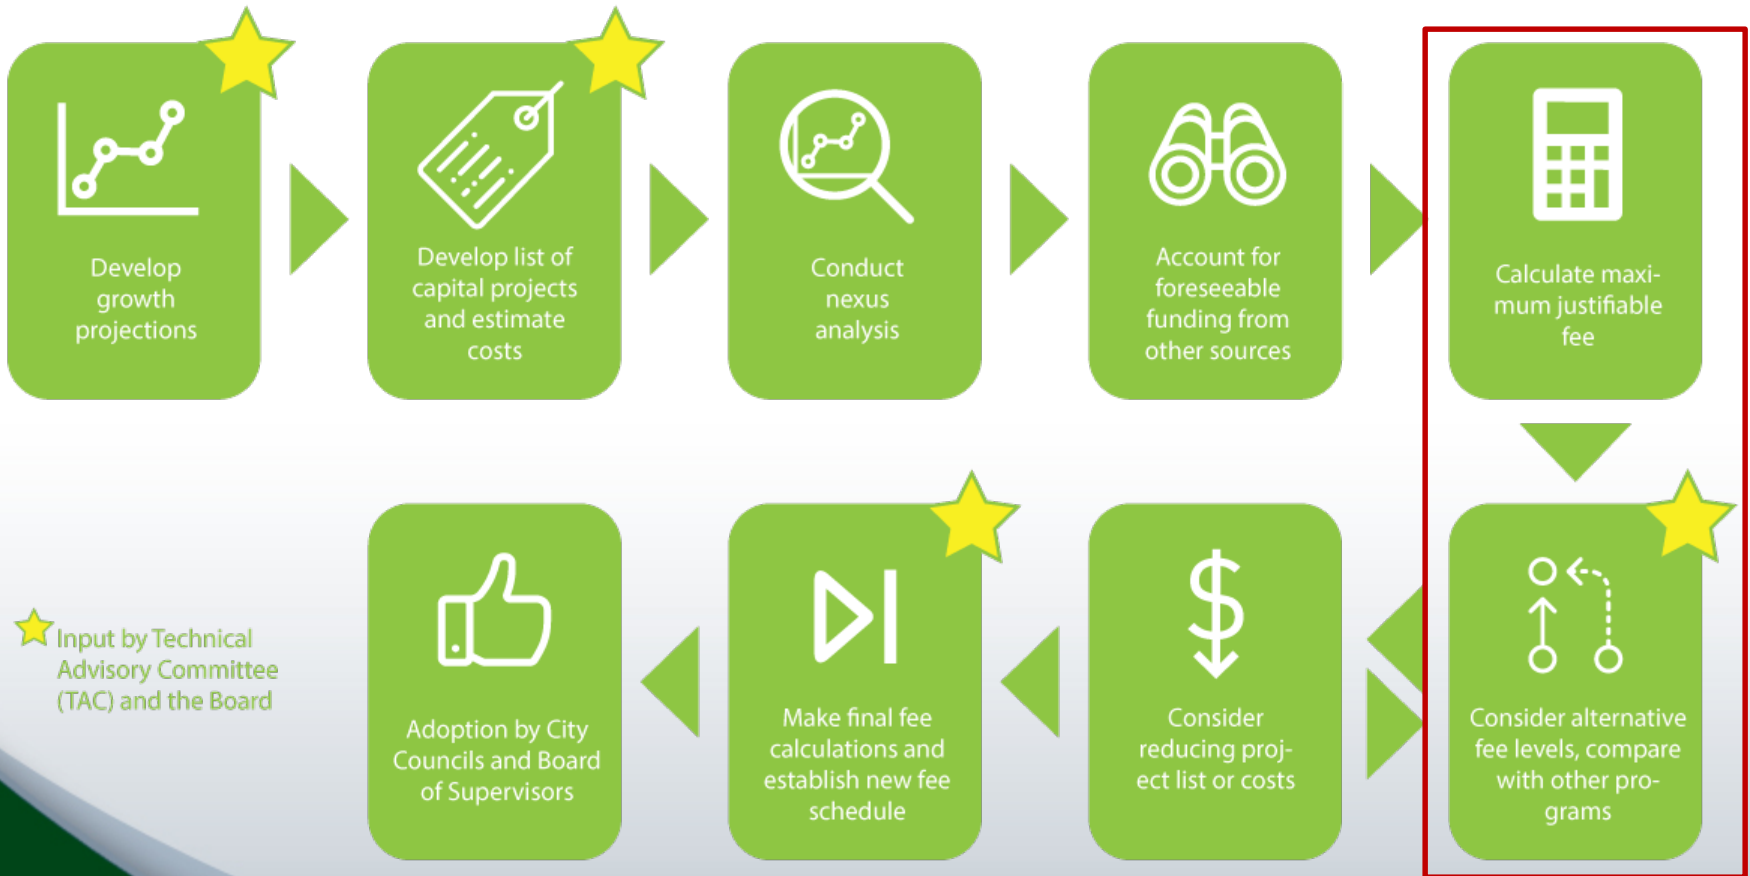 Develop
growth
projections
Develop list of
capital projects
and estimate
costs
Conduct
nexus
analysis
Account for
foreseeable
funding from
other sources
Calculate maxi-
mum justifiable
fee
Consider alternative
fee levels, compare
with other pro-
grams
Consider
reducing proj-
ect list or costs
Make final fee
calculations and
establish new fee
schedule
Adoption by City
Councils and Board
of Supervisors
Input by Technical
Advisory Committee
(TAC) and the Board